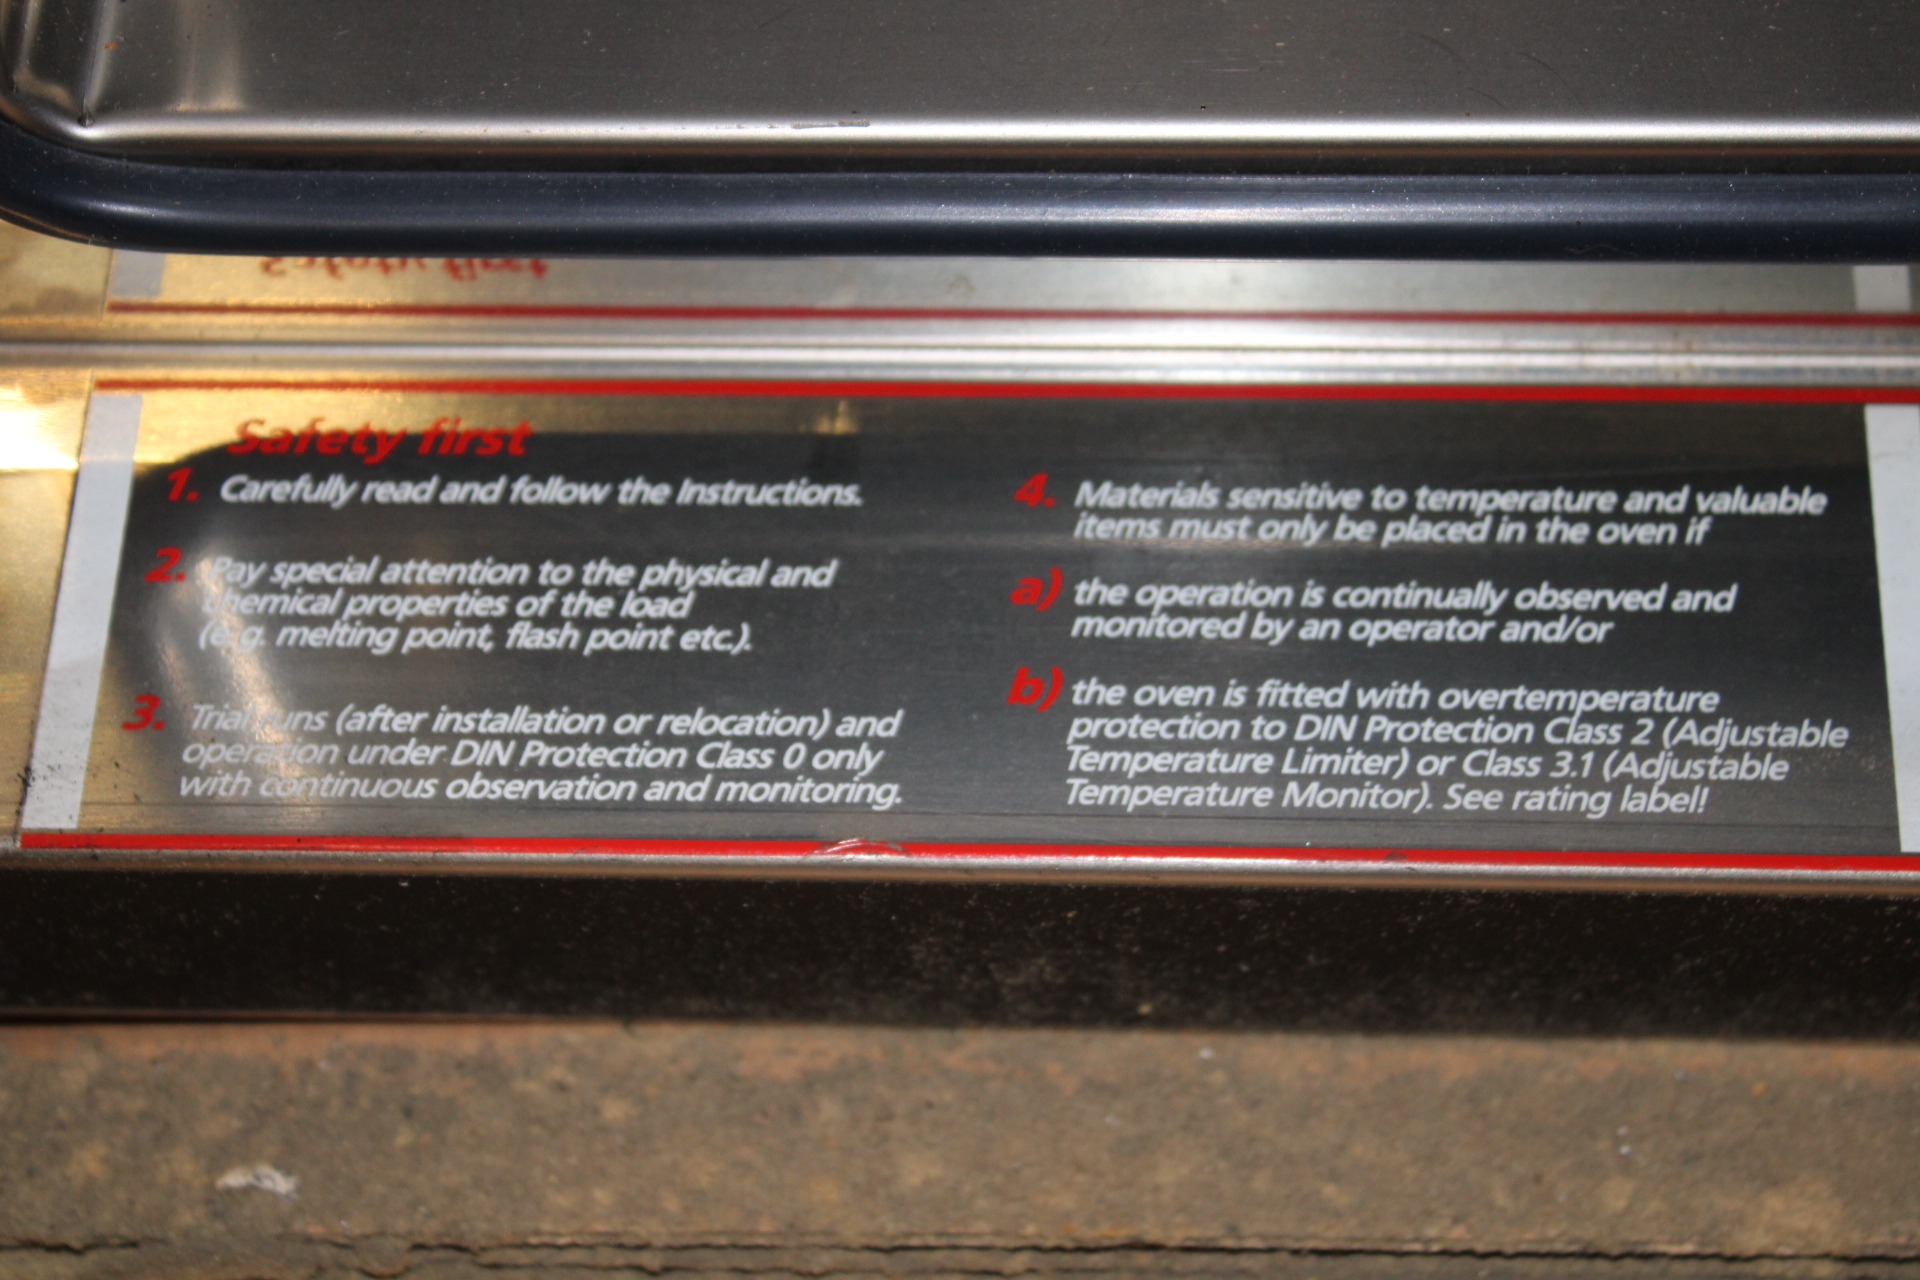 Safety first
1. Carefully read and follow the Instructions.
2. Pay special attention to the physical and
chemical properties of the load
(e.g. melting point, flash point etc.).
3. Trial runs (after installation or relocation) and
operation under DIN Protection Class 0 only
with continuous observation and monitoring.
4. Materials sensitive to temperature and valuable
items must only be placed in the oven if
a) the operation is continually observed and
monitored by an operator and/or
b) the oven is fitted with overtemperature
protection to DIN Protection Class 2 (Adjustable
Temperature Limiter) or Class 3.1 (Adjustable
Temperature Monitor). See rating label!